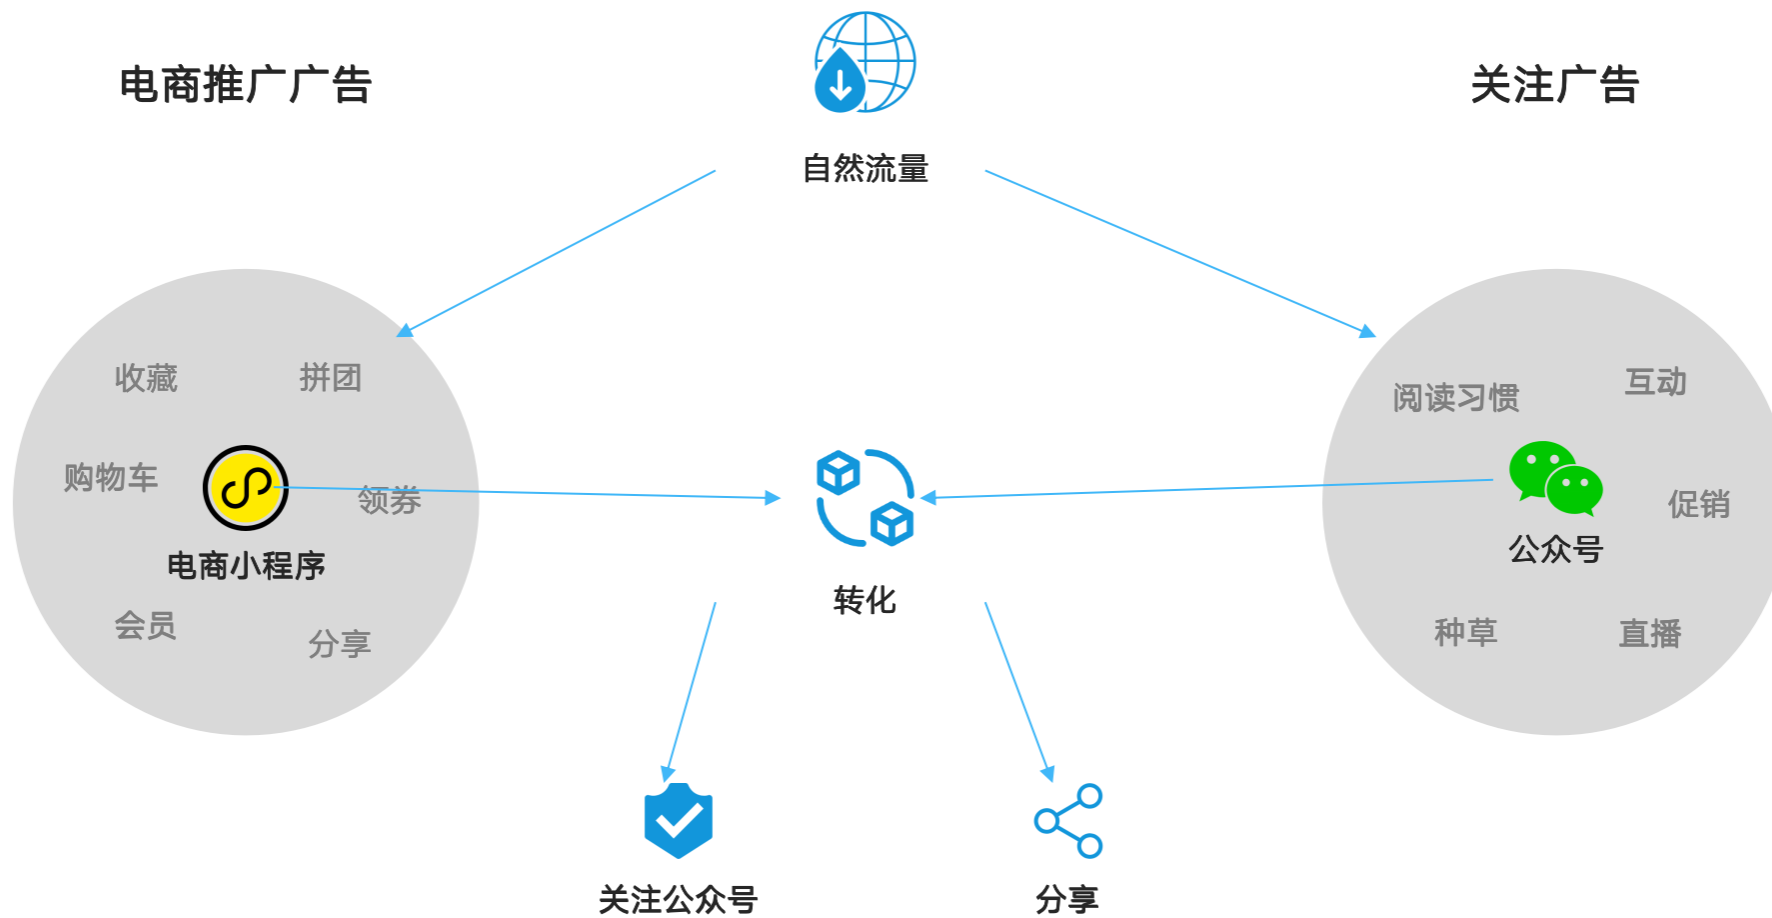 电商推广广告
关注广告
自然流量
收藏
拼团
购物车
领券
电商小程序
会员
分享
转化
阅读习惯
互动
促销
公众号
种草
直播
关注公众号
分享